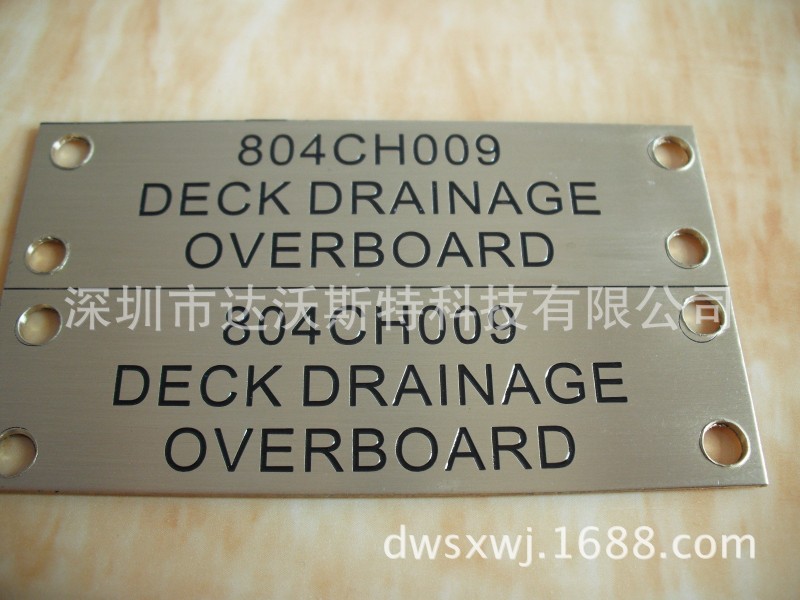 804CH009
DECK DRAINAGE
OVERBOARD
深圳市达沃斯特科技有限公司
804CH009
DECK DRAINAGE
OVERBOARD
dwsxwj.1688.com